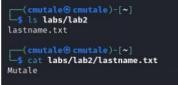 ┌──(cmutale㉿cmutale)-[~]
└─$ ls labs/lab2
lastname.txt
┌──(cmutale㉿cmutale)-[~]
└─$ cat labs/lab2/lastname.txt
Mutale